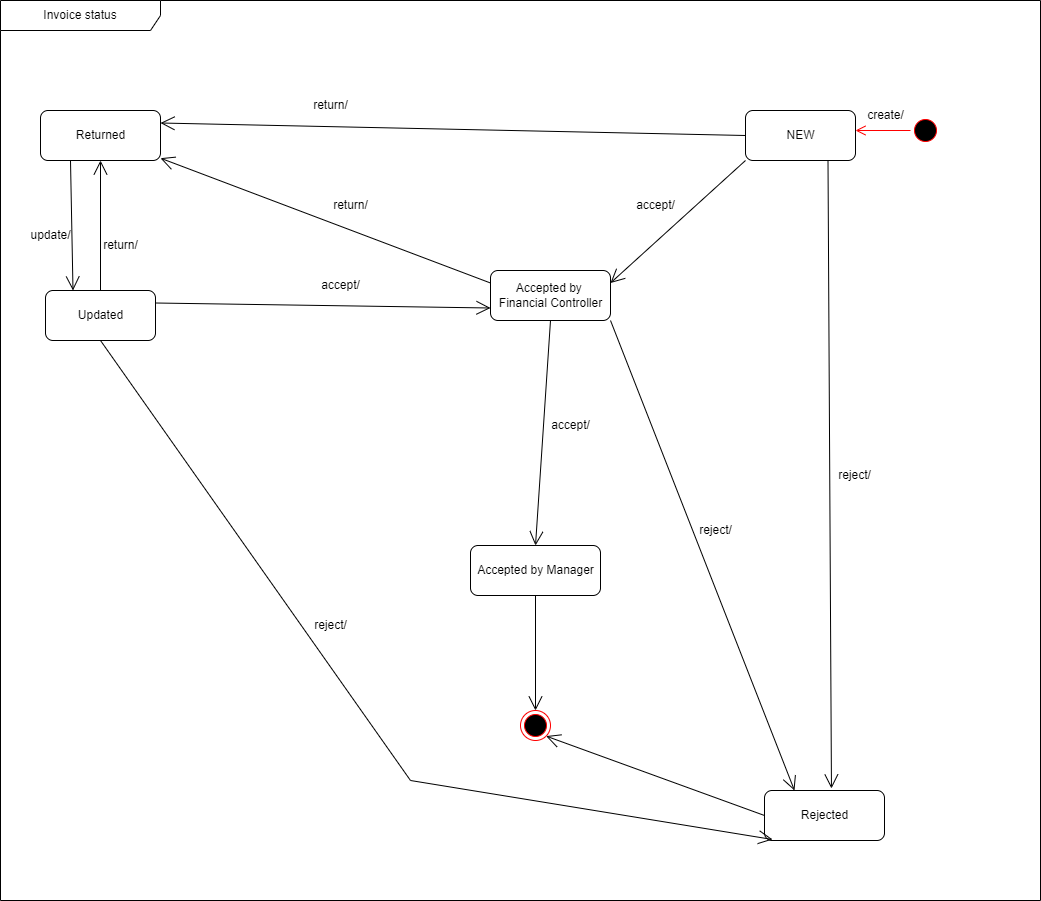 Invoice status
return/
create/
Returned
NEW
return/
accept/
update/
return/
accept/
Accepted by
Financial Controller
Updated
accept/
reject/
reject/
Accepted by Manager
reject/
Rejected